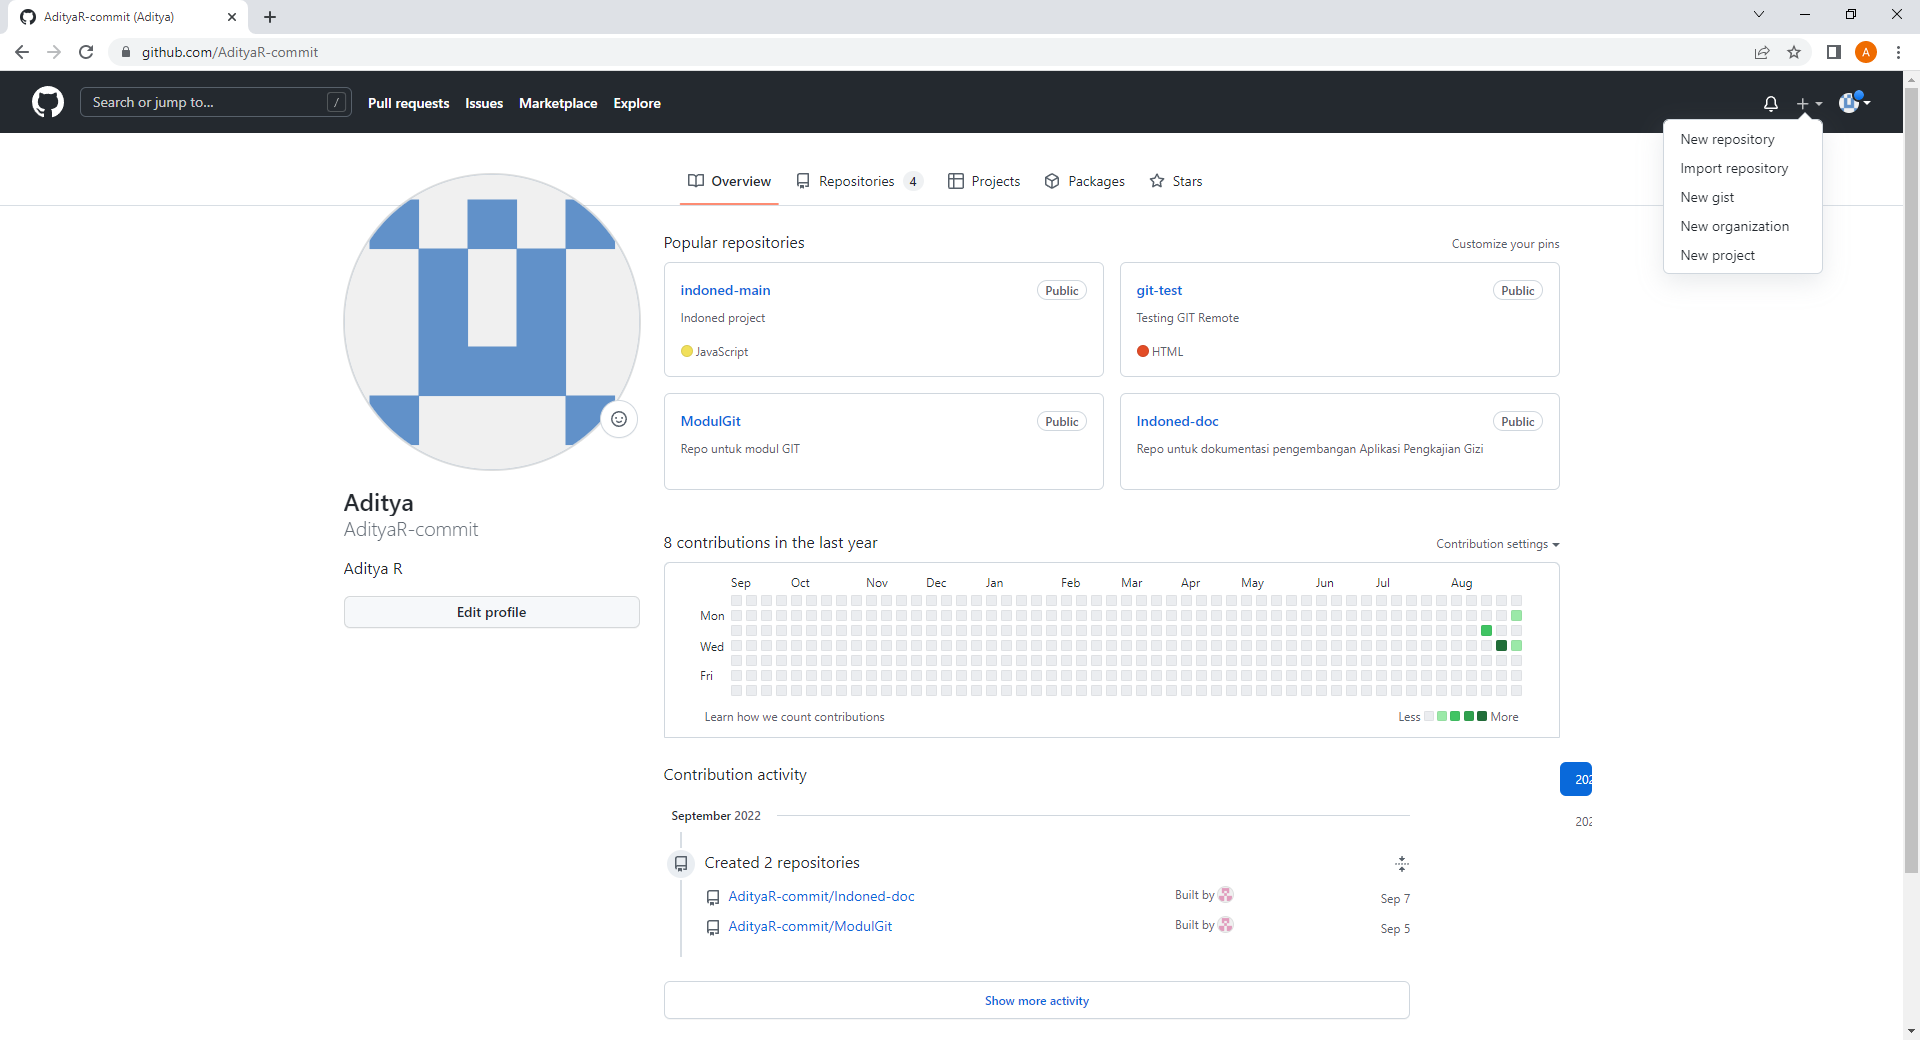 AdityaR-commit (Aditya)
github.com/AdityaR-commit
A
Search or jump to...
/
Pull requests
Issues
Marketplace
Explore
New repository
Import repository
New gist
New organization
New project
Overview
Repositories 4
Projects
Packages
Stars
Popular repositories
Customize your pins
indoned-main
Public
Indoned project
JavaScript
git-test
Public
Testing GIT Remote
HTML
ModulGit
Public
Repo untuk modul GIT
Indoned-doc
Public
Repo untuk dokumentasi pengembangan Aplikasi Pengkajian Gizi
Aditya
AdityaR-commit
Aditya R
Edit profile
8 contributions in the last year
Contribution settings
Sep Oct Nov Dec Jan Feb Mar Apr May Jun Jul Aug
Mon
Wed
Fri
Learn how we count contributions
Less
More
Contribution activity
September 2022
Created 2 repositories
AdityaR-commit/Indoned-doc
Built by
Sep 7
AdityaR-commit/ModulGit
Built by
Sep 5
Show more activity